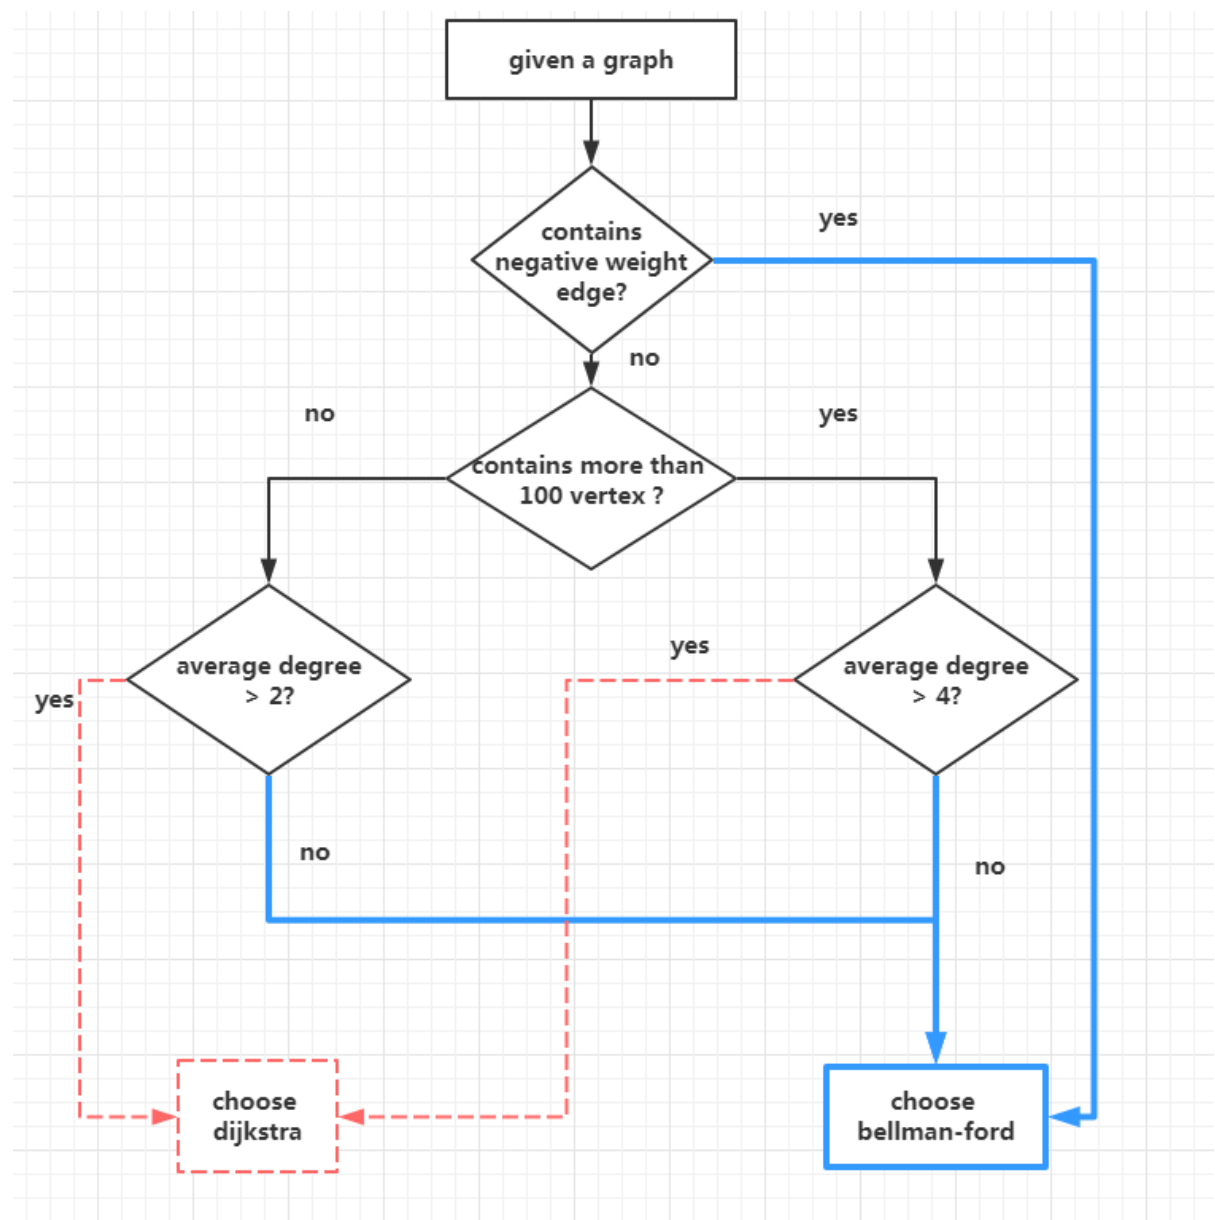 given a graph
yes
contains
negative weight
edge?
no
no
yes
contains more than
100 vertex ?
yes
average degree
> 2?
yes
average degree
> 4?
no
no
choose
dijkstra
choose
bellman-ford